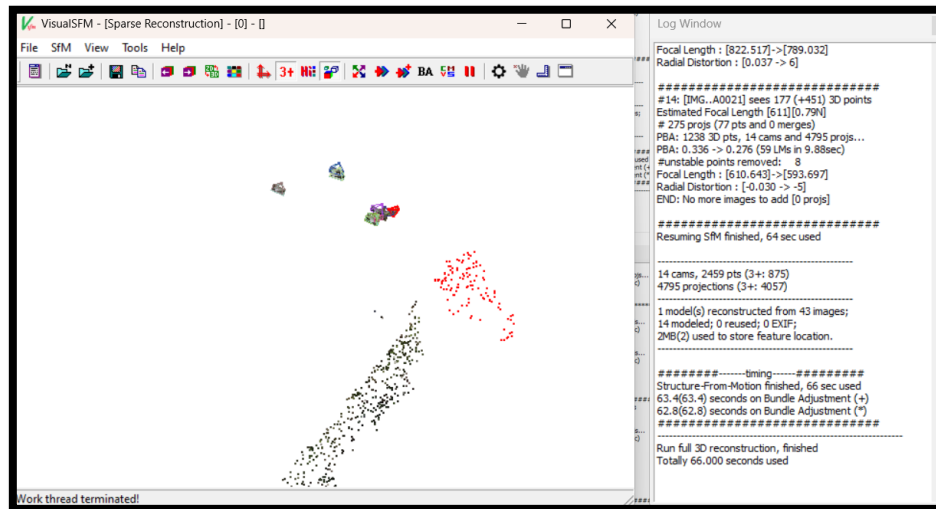 VisualSFM - [Sparse Reconstruction] - [0] - []
File SfM View Tools Help
3+ BA
Work thread terminated!
Log Window
Focal Length : [822.517]->[789.032]
Radial Distortion : [0.037 -> 6]
##############################
#14: [IMG..A0021] sees 177 (+451) 3D points
Estimated Focal Length [611][0.79N]
# 275 projs (77 pts and 0 merges)
PBA: 1238 3D pts, 14 cams and 4795 projs...
PBA: 0.336 -> 0.276 (59 LMs in 9.88sec)
#unstable points removed: 8
Focal Length : [610.643]->[593.697]
Radial Distortion : [-0.030 -> -5]
END: No more images to add [0 projs]
##############################
Resuming SfM finished, 64 sec used
----------------------------------------------------
14 cams, 2459 pts (3+: 875)
4795 projections (3+: 4057)
----------------------------------------------------
1 model(s) reconstructed from 43 images;
14 modeled; 0 reused; 0 EXIF;
2MB(2) used to store feature location.
----------------------------------------------------
########-------timing------#########
Structure-From-Motion finished, 66 sec used
63.4(63.4) seconds on Bundle Adjustment (+)
62.8(62.8) seconds on Bundle Adjustment (*)
##############################
----------------------------------------------------------------
Run full 3D reconstruction, finished
Totally 66.000 seconds used